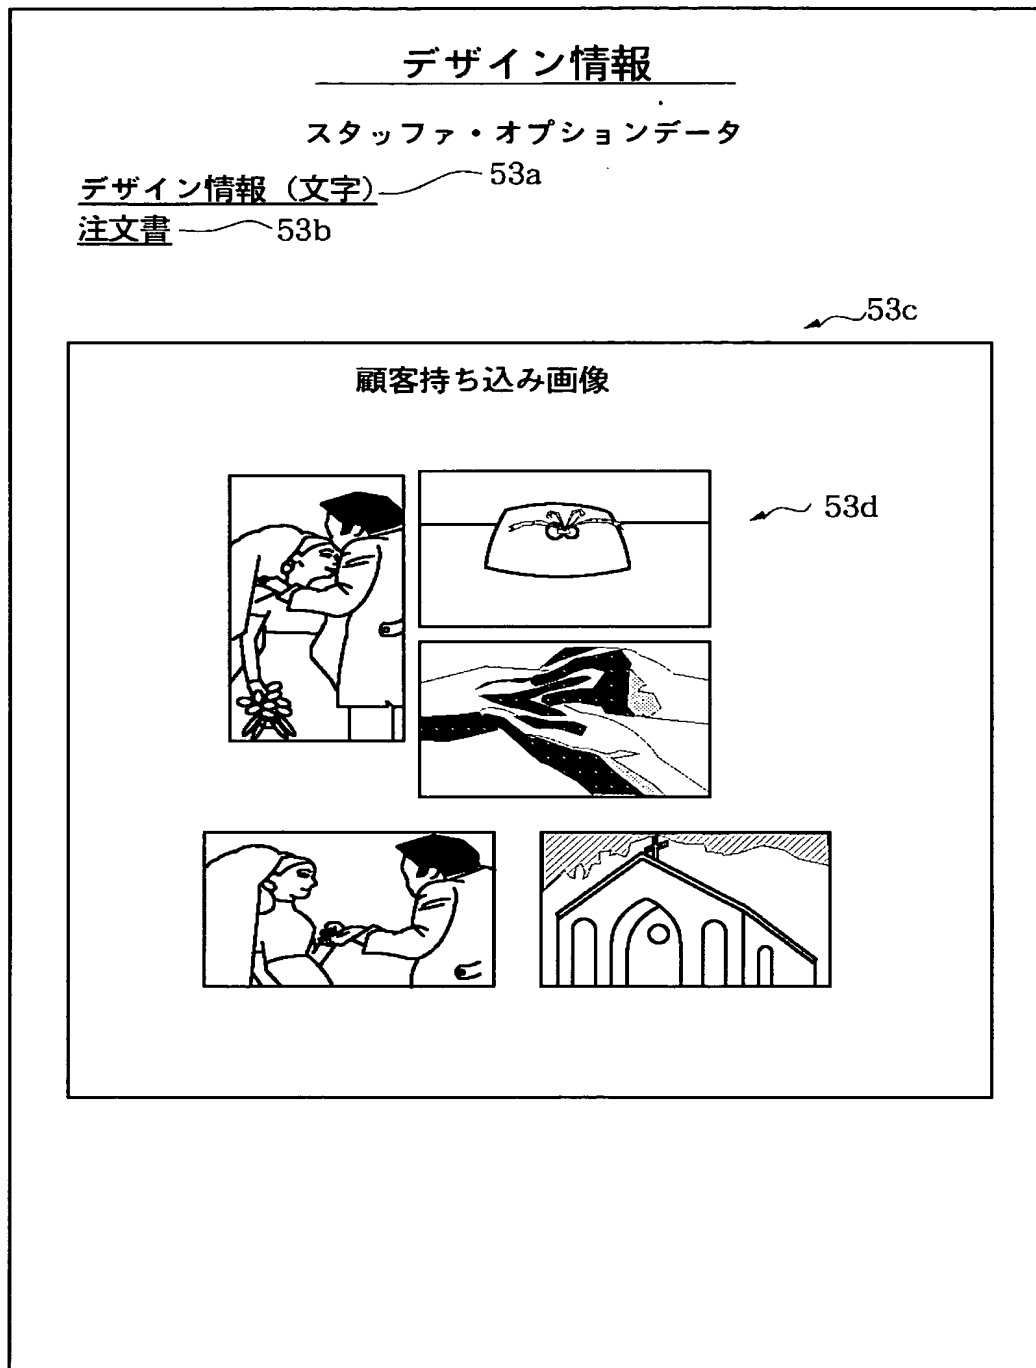 デザイン情報
スタッファ・オプションデータ
デザイン情報（文字） 53a
注文書 53b
53c
顧客持ち込み画像
53d